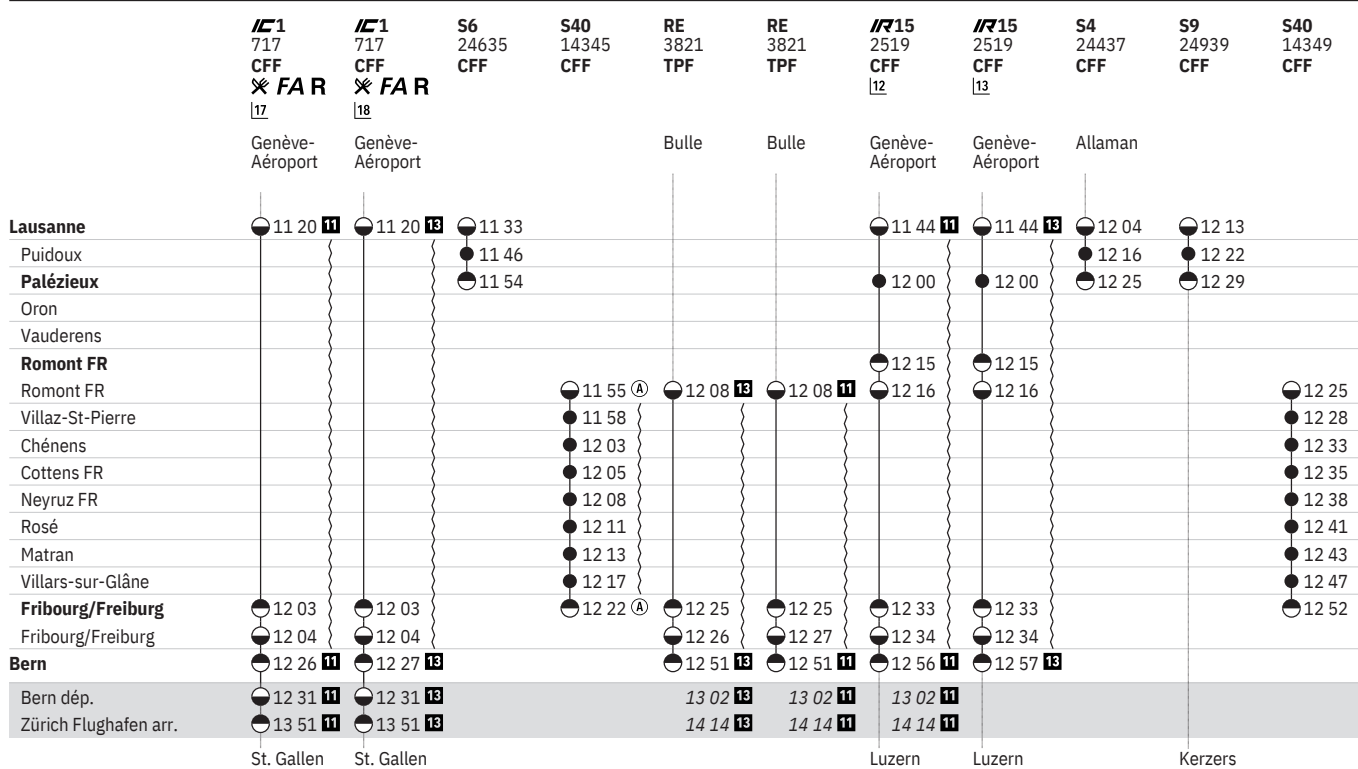 IC1 IC1 S6 S40 RE RE IR15 IR15 S4 S9 S40
717 717 24635 14345 3821 3821 2519 2519 24437 24939 14349
CFF CFF CFF CFF TPF TPF CFF CFF CFF CFF CFF
FA R FA R 12 13
17 18
Genève- Genève- Bulle Bulle Genève- Genève- Allaman
Aéroport Aéroport Aéroport Aéroport
Lausanne 11 20 11 11 20 13 11 33 11 44 11 11 44 13 12 04 12 13
Puidoux 11 46 12 16 12 22
Palézieux 11 54 12 00 12 00 12 25 12 29
Oron
Vauderens
Romont FR 12 15 12 15
Romont FR 11 55 A 12 08 13 12 08 11 12 16 12 16 12 25
Villaz-St-Pierre 11 58 12 28
Chénens 12 03 12 33
Cottens FR 12 05 12 35
Neyruz FR 12 08 12 38
Rosé 12 11 12 41
Matran 12 13 12 43
Villars-sur-Glâne 12 17 12 47
Fribourg/Freiburg 12 03 12 03 12 22 A 12 25 12 25 12 33 12 33 12 52
Fribourg/Freiburg 12 04 12 04 12 26 12 27 12 34 12 34
Bern 12 26 11 12 27 13 12 51 13 12 51 11 12 56 11 12 57 13
Bern dép. 12 31 11 12 31 13 13 02 13 13 02 11 13 02 11
Zürich Flughafen arr. 13 51 11 13 51 13 14 14 13 14 14 11 14 14 11
St. Gallen St. Gallen Luzern Luzern Kerzers